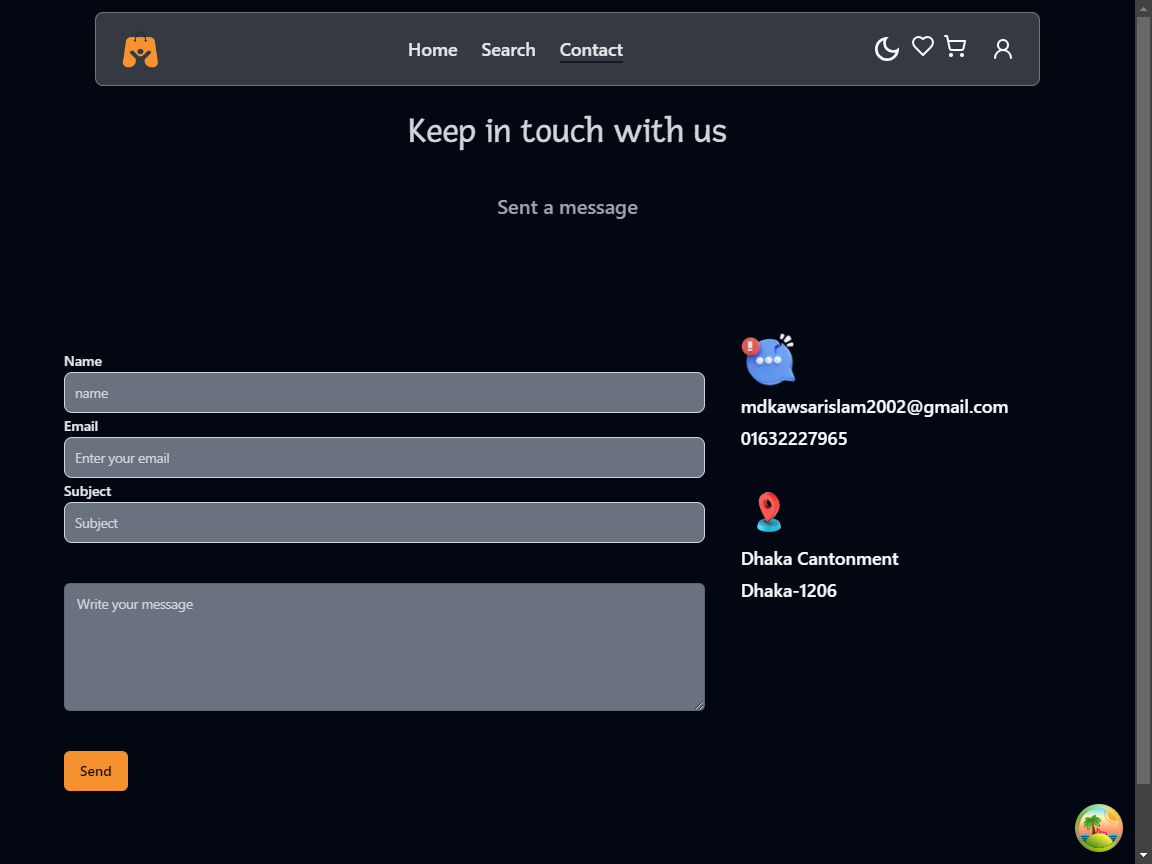 Home Search Contact
Keep in touch with us
Sent a message
Name
name
Email
Enter your email
Subject
Subject
Write your message
Send
mdkawsarislam2002@gmail.com
01632227965
Dhaka Cantonment
Dhaka-1206